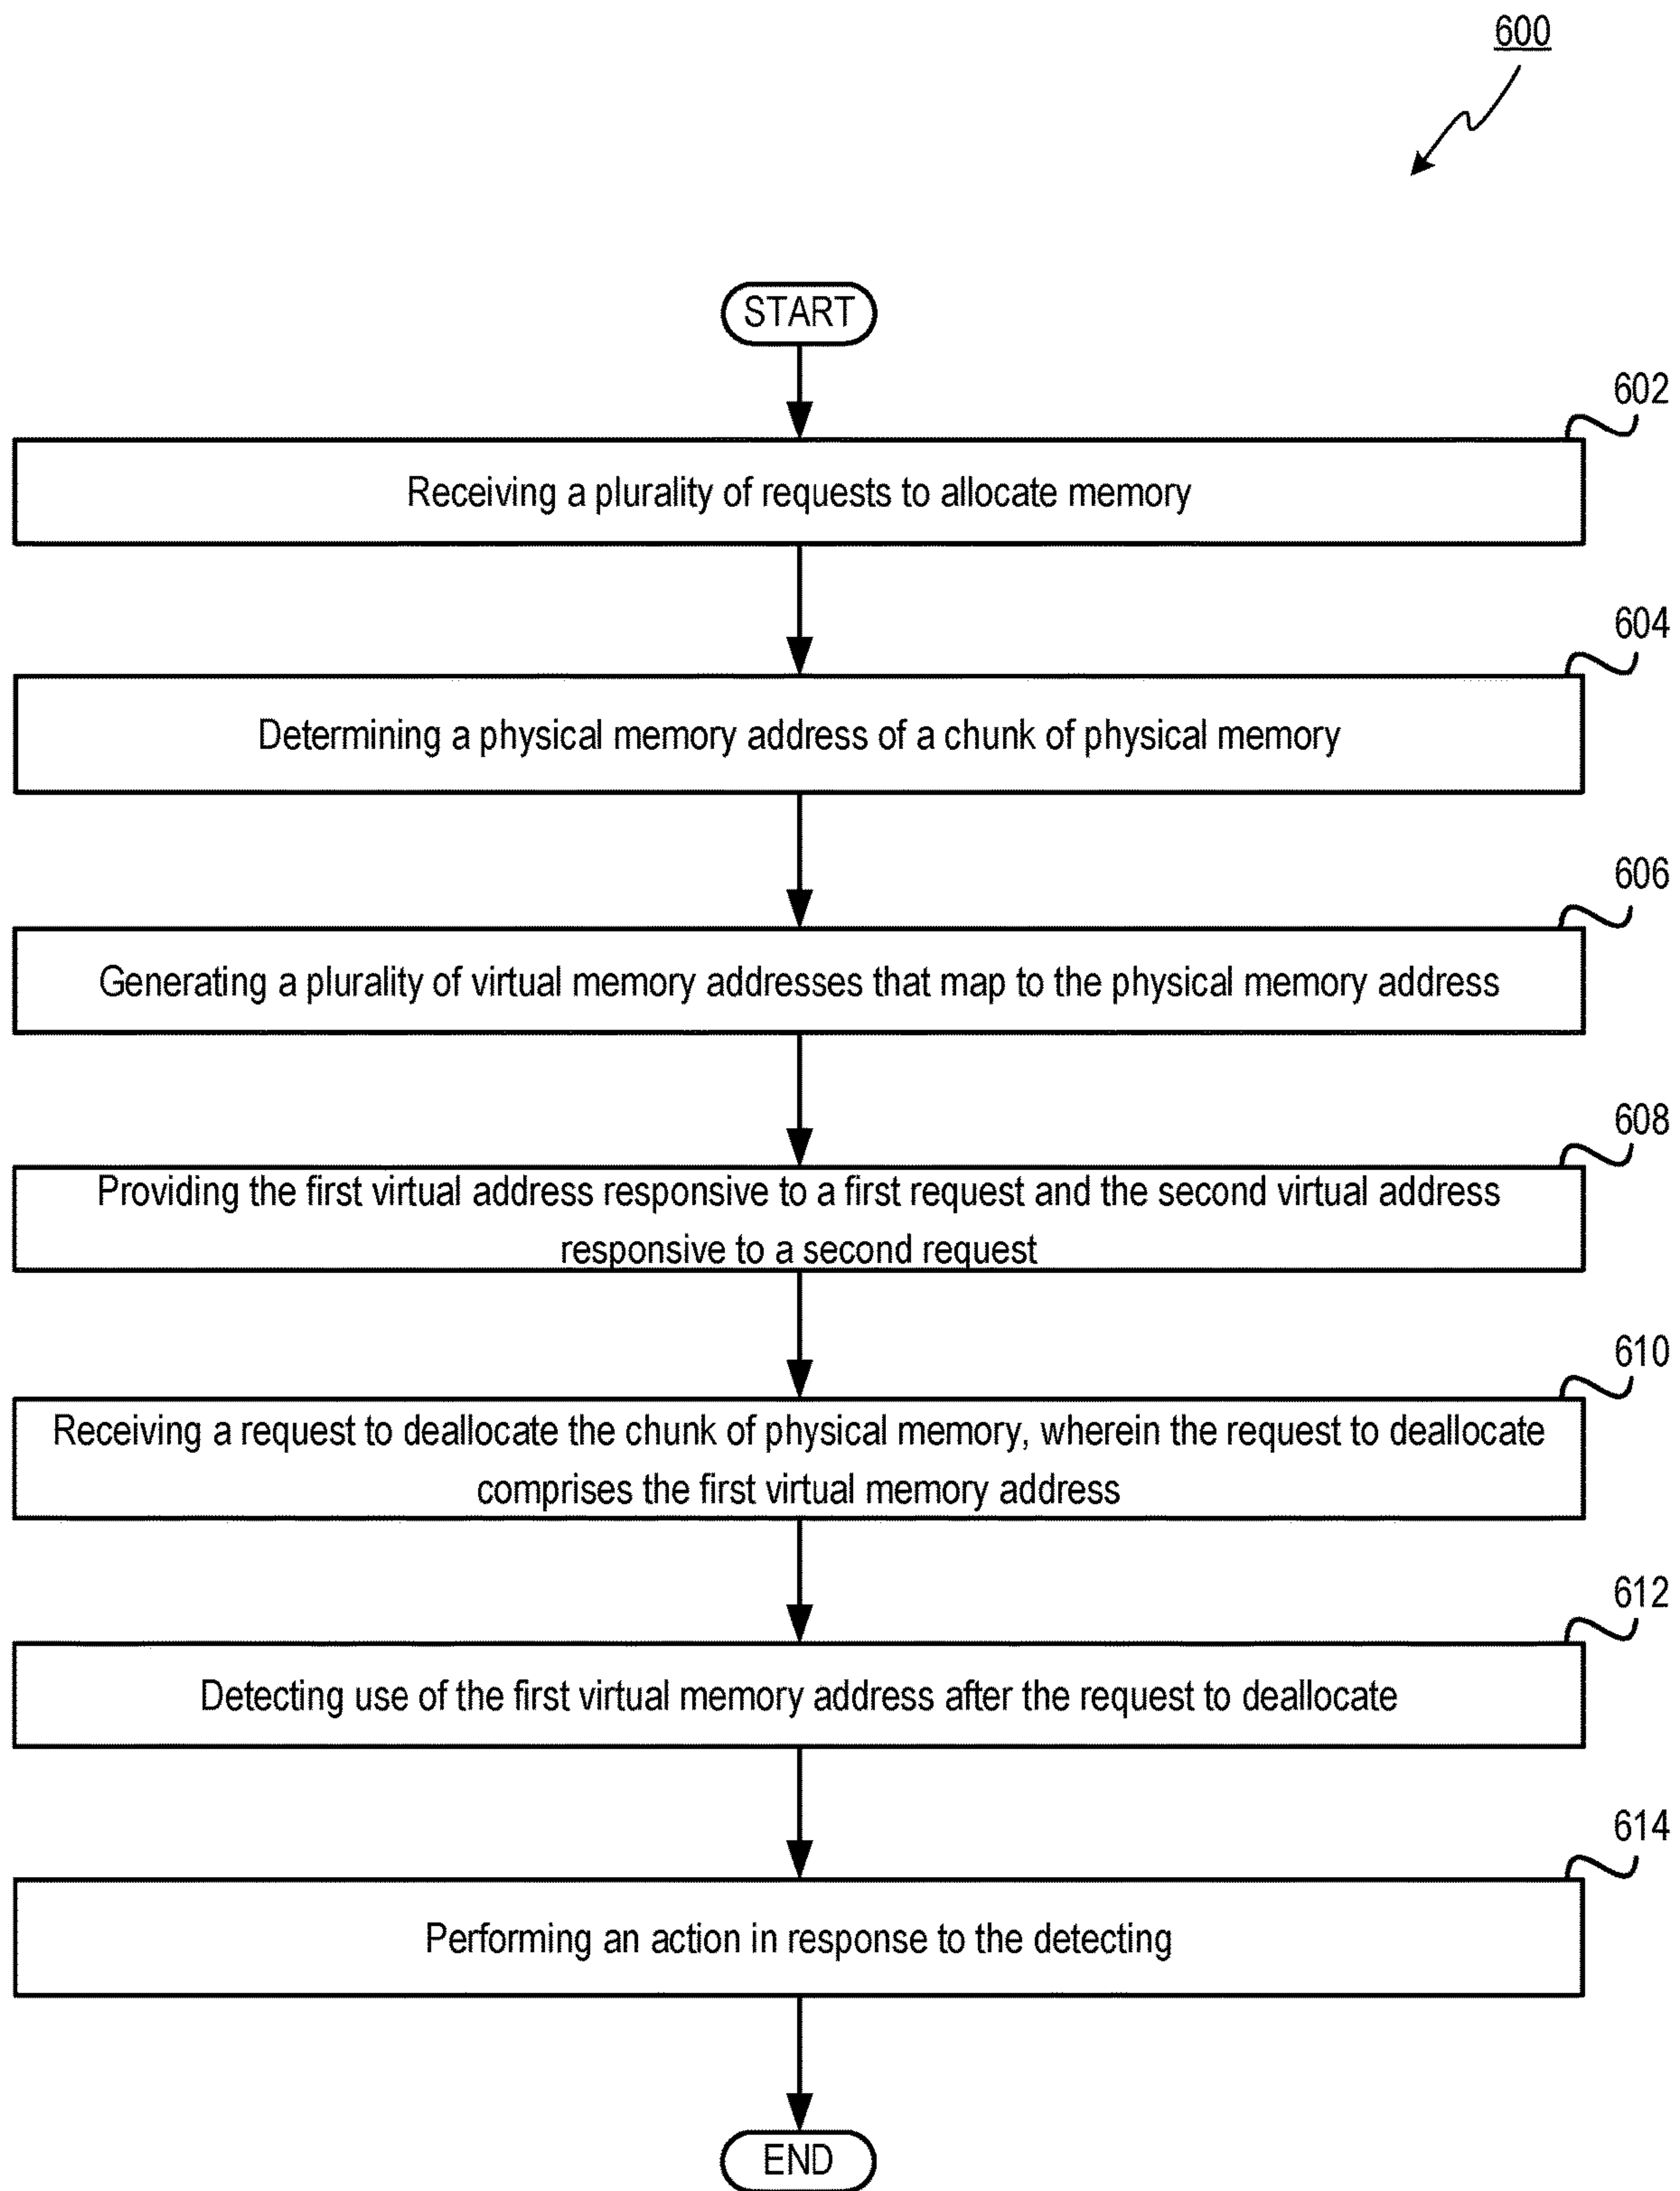 600
START
602
Receiving a plurality of requests to allocate memory
604
Determining a physical memory address of a chunk of physical memory
606
Generating a plurality of virtual memory addresses that map to the physical memory address
608
Providing the first virtual address responsive to a first request and the second virtual address
responsive to a second request
610
Receiving a request to deallocate the chunk of physical memory, wherein the request to deallocate
comprises the first virtual memory address
612
Detecting use of the first virtual memory address after the request to deallocate
614
Performing an action in response to the detecting
END